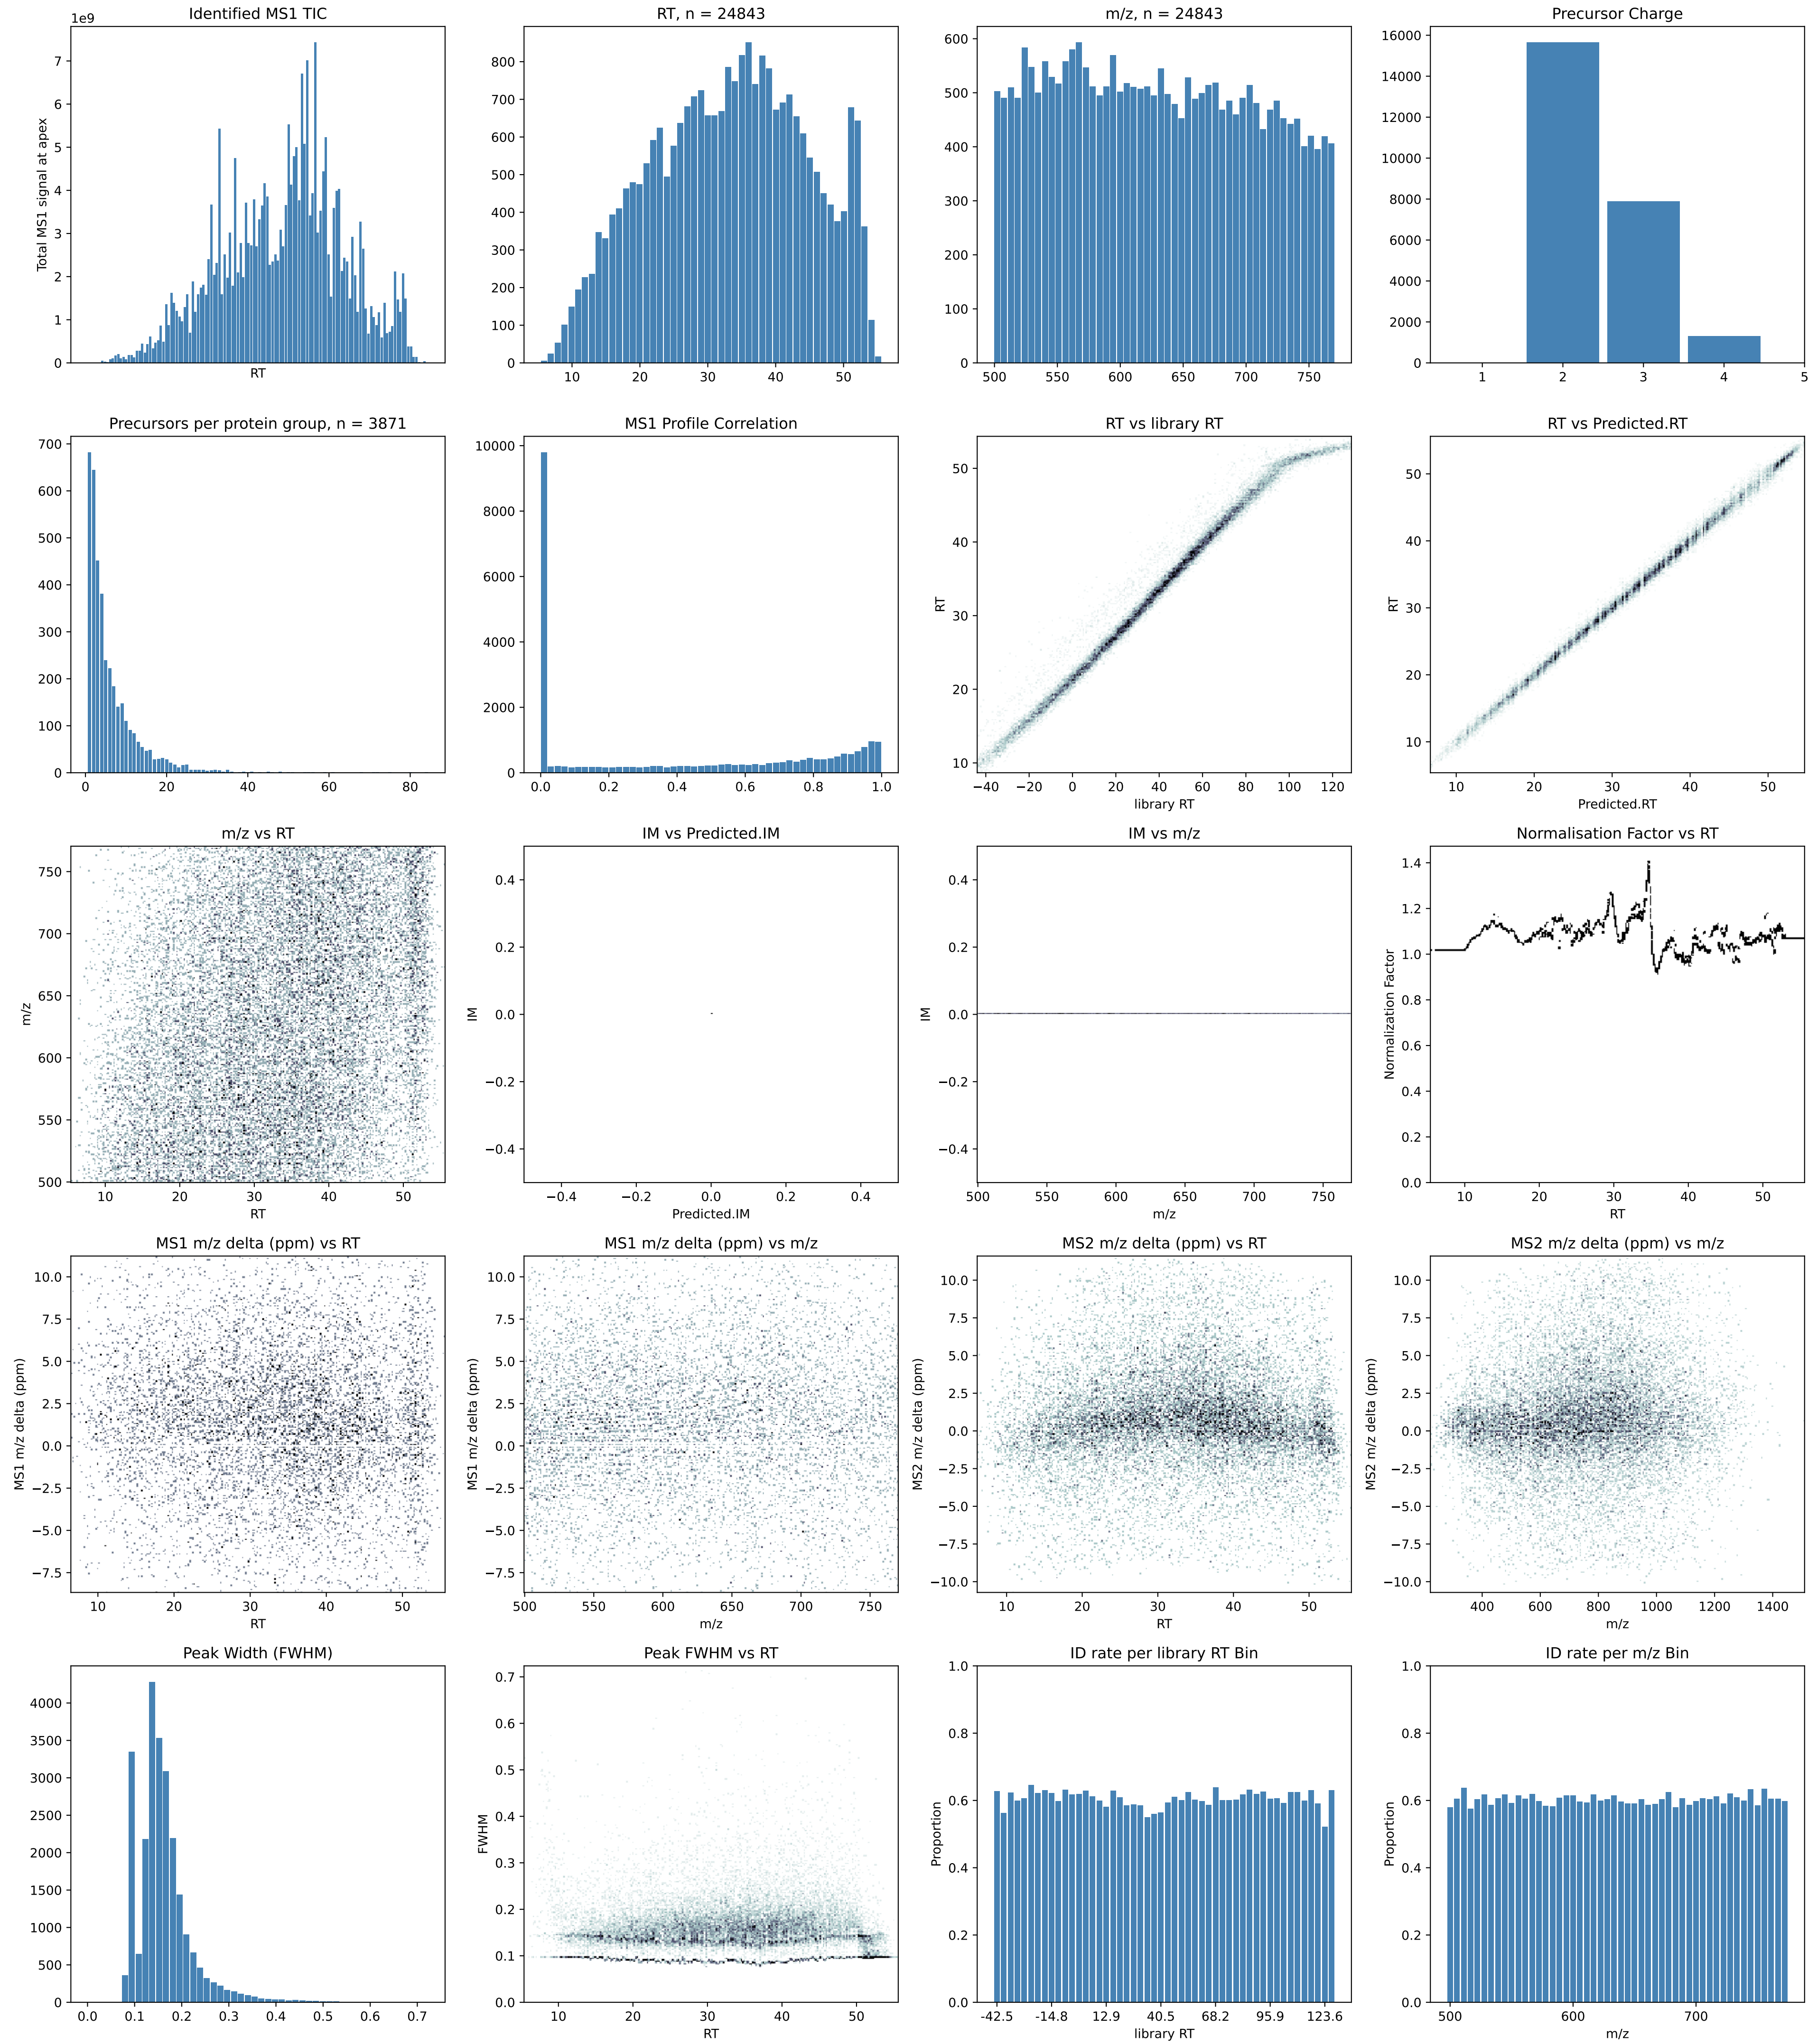 Identified MS1 TIC
1e9
Total MS1 signal at apex
0 1 2 3 4 5 6 7
RT
RT, n = 24843
0 100 200 300 400 500 600 700 800
10 20 30 40 50
m/z, n = 24843
0 100 200 300 400 500 600
500 550 600 650 700 750
Precursor Charge
0 2000 4000 6000 8000 10000 12000 14000 16000
1 2 3 4 5
Precursors per protein group, n = 3871
0 100 200 300 400 500 600 700
0 20 40 60 80
MS1 Profile Correlation
0 2000 4000 6000 8000 10000
0.0 0.2 0.4 0.6 0.8 1.0
RT vs library RT
RT
10 20 30 40 50
−40 −20 0 20 40 60 80 100 120
library RT
RT vs Predicted.RT
RT
10 20 30 40 50
10 20 30 40 50
Predicted.RT
m/z vs RT
m/z
500 550 600 650 700 750
10 20 30 40 50
RT
IM vs Predicted.IM
IM
−0.4 −0.2 0.0 0.2 0.4
−0.4 −0.2 0.0 0.2 0.4
Predicted.IM
IM vs m/z
IM
−0.4 −0.2 0.0 0.2 0.4
500 550 600 650 700 750
m/z
Normalisation Factor vs RT
Normalization Factor
0.0 0.2 0.4 0.6 0.8 1.0 1.2 1.4
10 20 30 40 50
RT
MS1 m/z delta (ppm) vs RT
MS1 m/z delta (ppm)
−7.5 −5.0 −2.5 0.0 2.5 5.0 7.5 10.0
10 20 30 40 50
RT
MS1 m/z delta (ppm) vs m/z
MS1 m/z delta (ppm)
−7.5 −5.0 −2.5 0.0 2.5 5.0 7.5 10.0
500 550 600 650 700 750
m/z
MS2 m/z delta (ppm) vs RT
MS2 m/z delta (ppm)
−10.0 −7.5 −5.0 −2.5 0.0 2.5 5.0 7.5 10.0
10 20 30 40 50
RT
MS2 m/z delta (ppm) vs m/z
MS2 m/z delta (ppm)
−10.0 −7.5 −5.0 −2.5 0.0 2.5 5.0 7.5 10.0
400 600 800 1000 1200 1400
m/z
Peak Width (FWHM)
0 500 1000 1500 2000 2500 3000 3500 4000
0.0 0.1 0.2 0.3 0.4 0.5 0.6 0.7
Peak FWHM vs RT
FWHM
0.0 0.1 0.2 0.3 0.4 0.5 0.6 0.7
10 20 30 40 50
RT
ID rate per library RT Bin
Proportion
0.0 0.2 0.4 0.6 0.8 1.0
-42.5 -14.8 12.9 40.5 68.2 95.9 123.6
library RT
ID rate per m/z Bin
Proportion
0.0 0.2 0.4 0.6 0.8 1.0
500 600 700
m/z